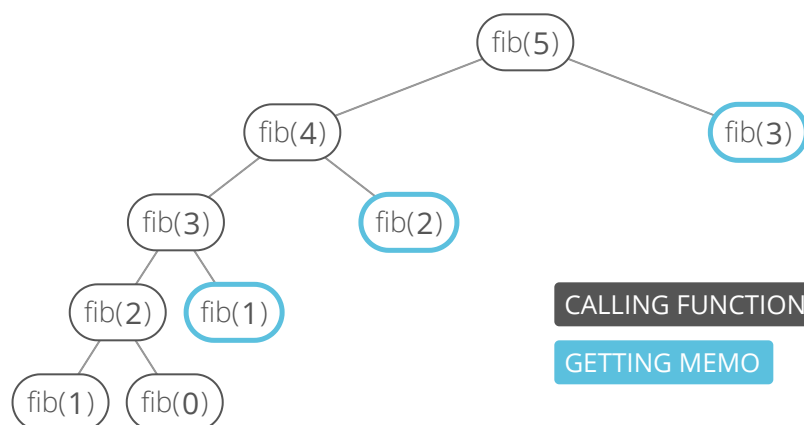 fib(5)
fib(4)
fib(3)
fib(3)
fib(2)
fib(2)
fib(1)
CALLING FUNCTION
GETTING MEMO
fib(1)
fib(0)